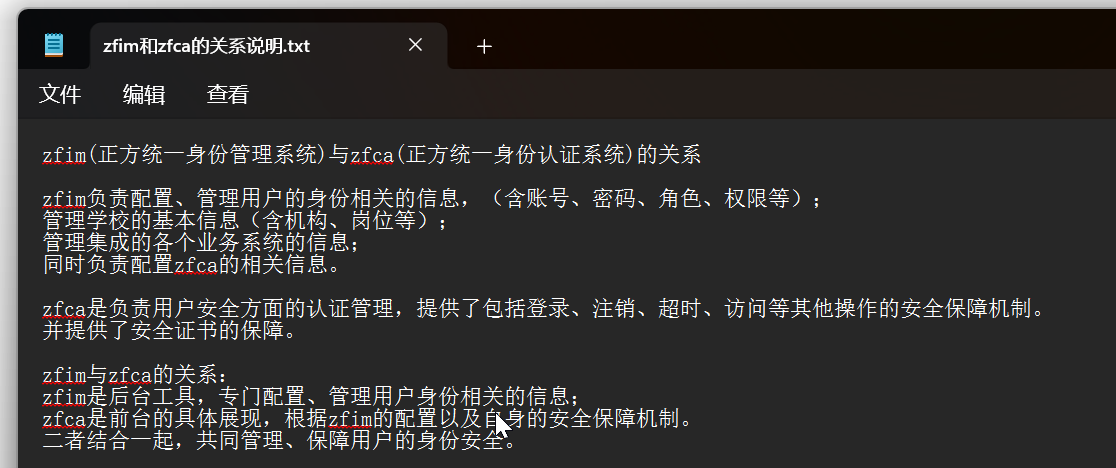 zfim和zfca的关系说明.txt
文件 编辑 查看
zfim(正方统一身份管理系统)与zfca(正方统一身份认证系统)的关系
zfim负责配置、管理用户的身份相关的信息，（含账号、密码、角色、权限等）；
管理学校的基本信息（含机构、岗位等）；
管理集成的各个业务系统的信息；
同时负责配置zfca的相关信息。
zfca是负责用户安全方面的认证管理，提供了包括登录、注销、超时、访问等其他操作的安全保障机制。
并提供了安全证书的保障。
zfim与zfca的关系：
zfim是后台工具，专门配置、管理用户身份相关的信息；
zfca是前台的具体展现，根据zfim的配置以及自身的安全保障机制。
二者结合一起，共同管理、保障用户的身份安全。